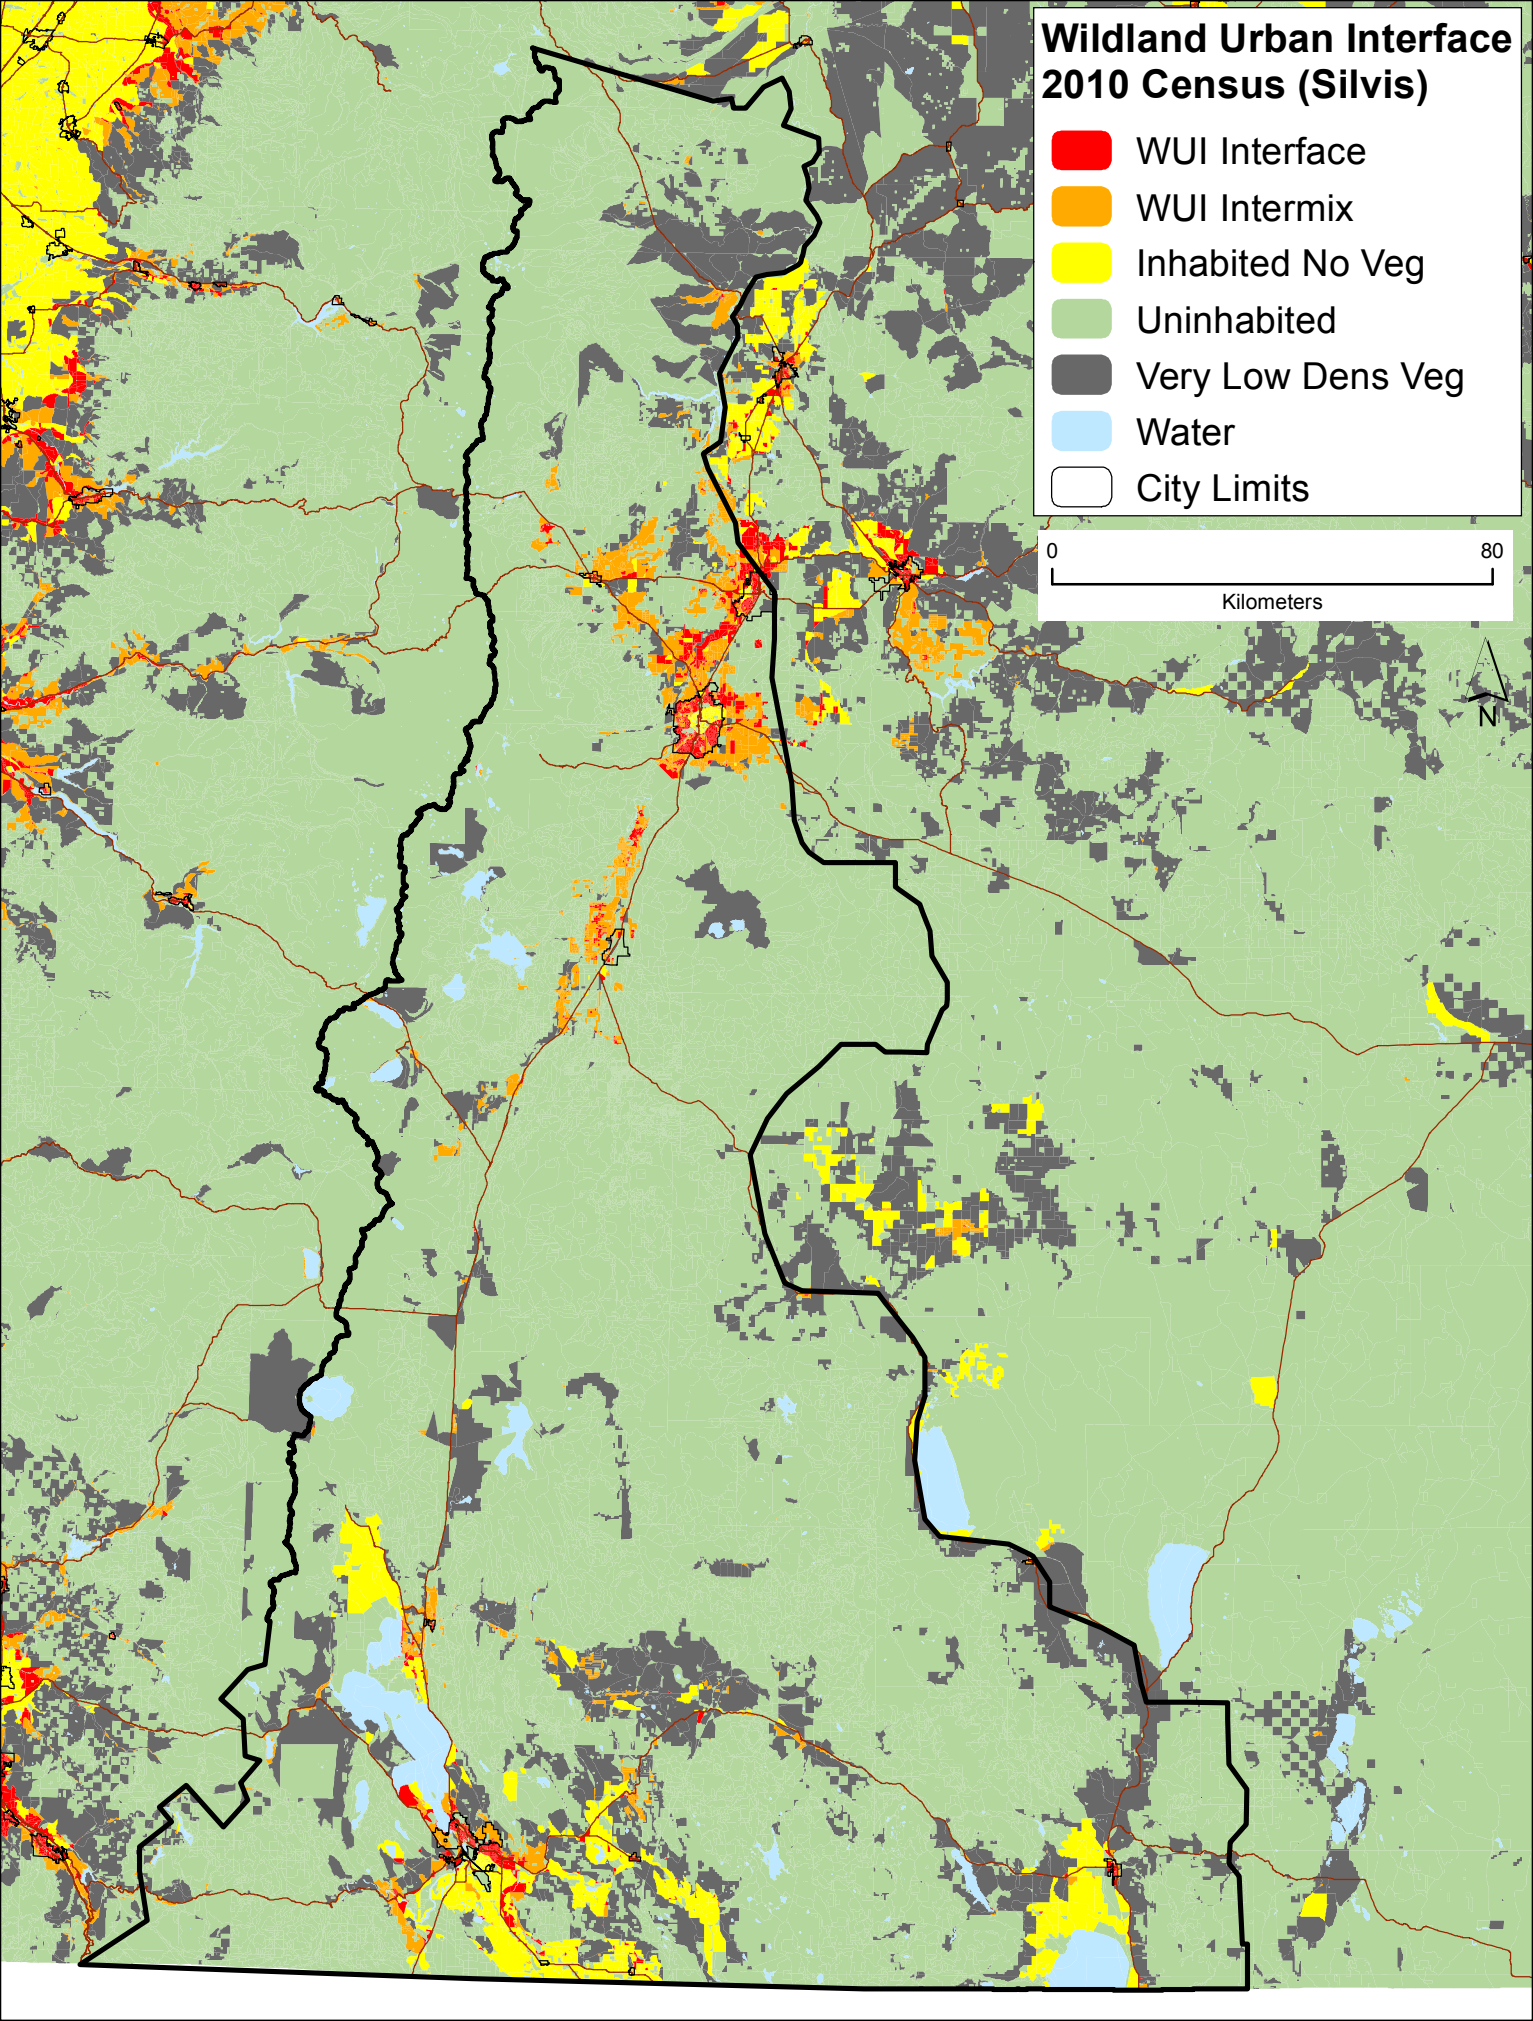 Wildland Urban Interface
2010 Census (Silvis)
WUI Interface
WUI Intermix
Inhabited No Veg
Uninhabited
Very Low Dens Veg
Water
City Limits
0 80
Kilometers
N